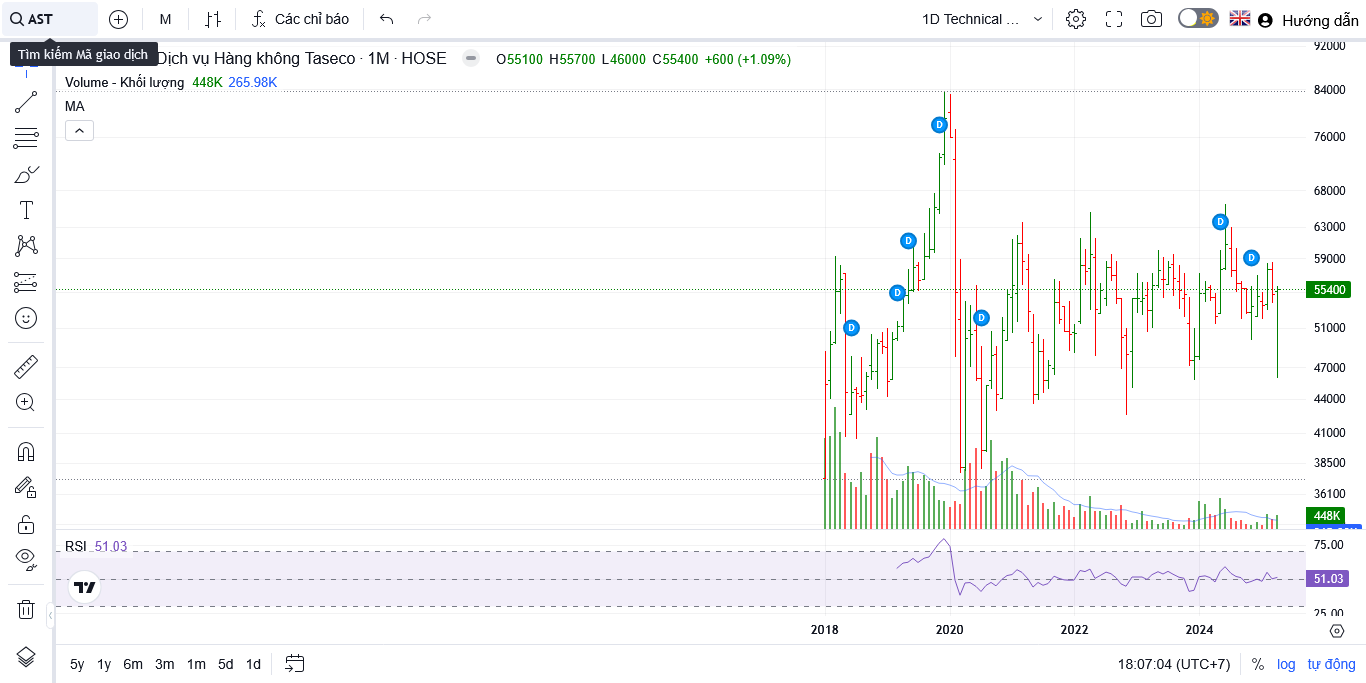 AST
M
Các chỉ báo
1D Technical ...
Hướng dẫn
Tìm kiếm Mã giao dịch
Dịch vụ Hàng không Taseco · 1M · HOSE
O55100 H55700 L46000 C55400 +600 (+1.09%)
Volume - Khối lượng 448K 265.98K
MA
92000
84000
76000
68000
63000
59000
55400
51000
47000
44000
41000
38500
36100
448K
D
D
D
D
D
D
D
RSI 51.03
75.00
51.03
25.00
2018 2020 2022 2024
5y 1y 6m 3m 1m 5d 1d
18:07:04 (UTC+7) % log tự động